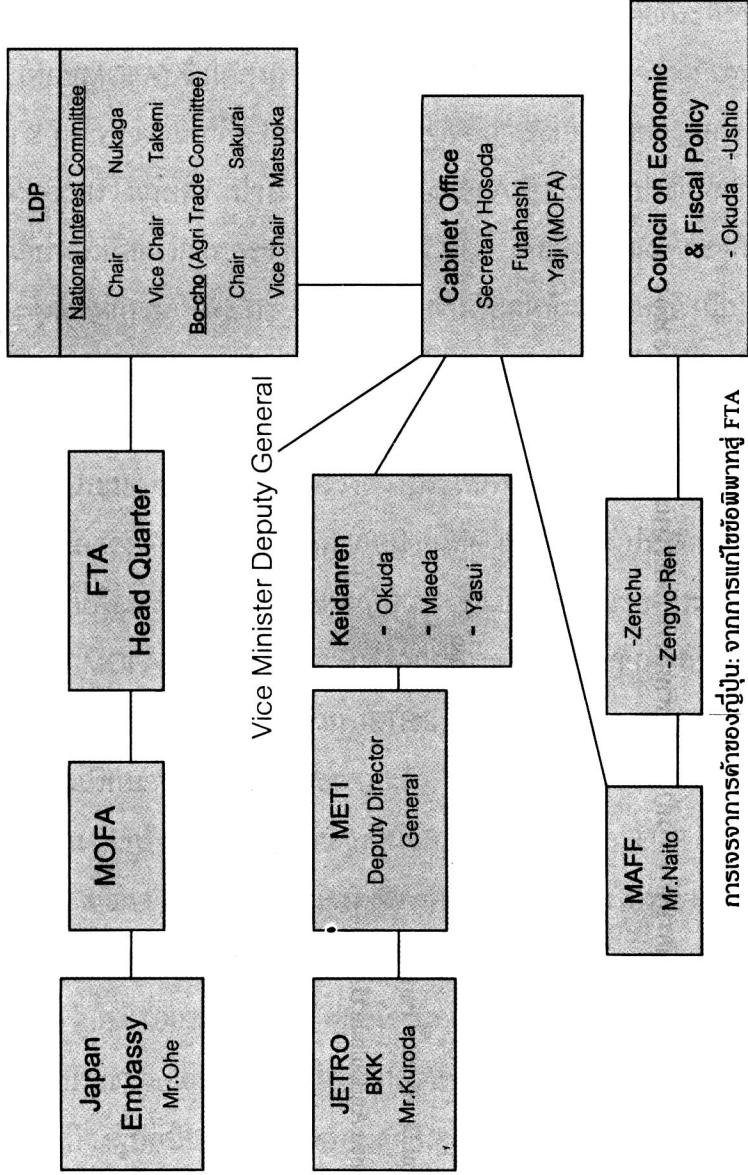 Japan
Embassy
Mr.Ohe
MOFA
FTA
Head Quarter
LDP
National Interest Committee
Chair Nukaga
Vice Chair Takemi
Bo-cho (Agri Trade Committee)
Chair Sakurai
Vice chair Matsuoka
Vice Minister Deputy General
JETRO
BKK
Mr.Kuroda
METI
Deputy Director
General
Keidanren
- Okuda
- Maeda
- Yasui
Cabinet Office
Secretary Hosoda
Futahashi
Yaji (MOFA)
MAFF
Mr.Naito
-Zenchu
-Zengyo-Ren
Council on Economic
& Fiscal Policy
- Okuda -Ushio
การเจรจาการค้าของญี่ปุ่น: จากการแก้ไขข้อพิพาทสู่ FTA